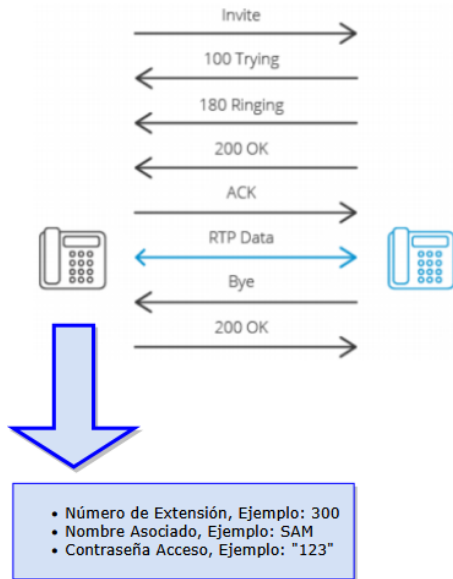 Invite
100 Trying
180 Ringing
200 OK
ACK
RTP Data
Bye
200 OK
• Número de Extensión, Ejemplo: 300
• Nombre Asociado, Ejemplo: SAM
• Contraseña Acceso, Ejemplo: "123"